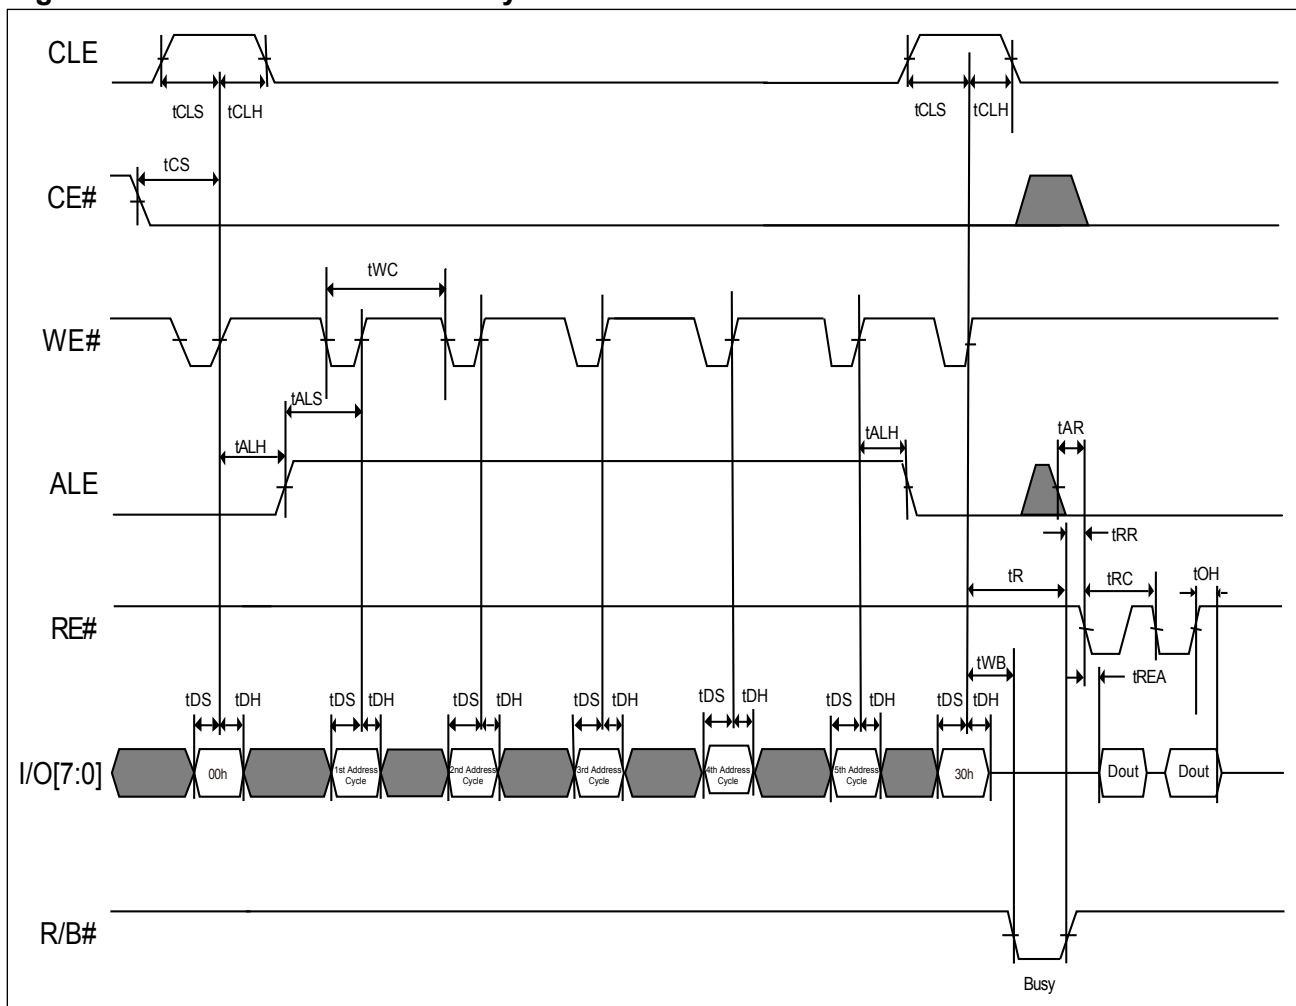 CLE
tCLS tCLH
tCLS tCLH
tCS
CE#
tWC
WE#
tALS
tALH
tALH
tAR
ALE
tRR
tR
tRC
tOH
RE#
tWB
tREA
tDS tDH
tDS tDH
tDS tDH
tDS tDH
tDS tDH
tDS tDH
tDS tDH
I/O[7:0]
00h
1st Address
Cycle
2nd Address
Cycle
3rd Address
Cycle
4th Address
Cycle
5th Address
Cycle
30h
Dout
Dout
R/B#
Busy